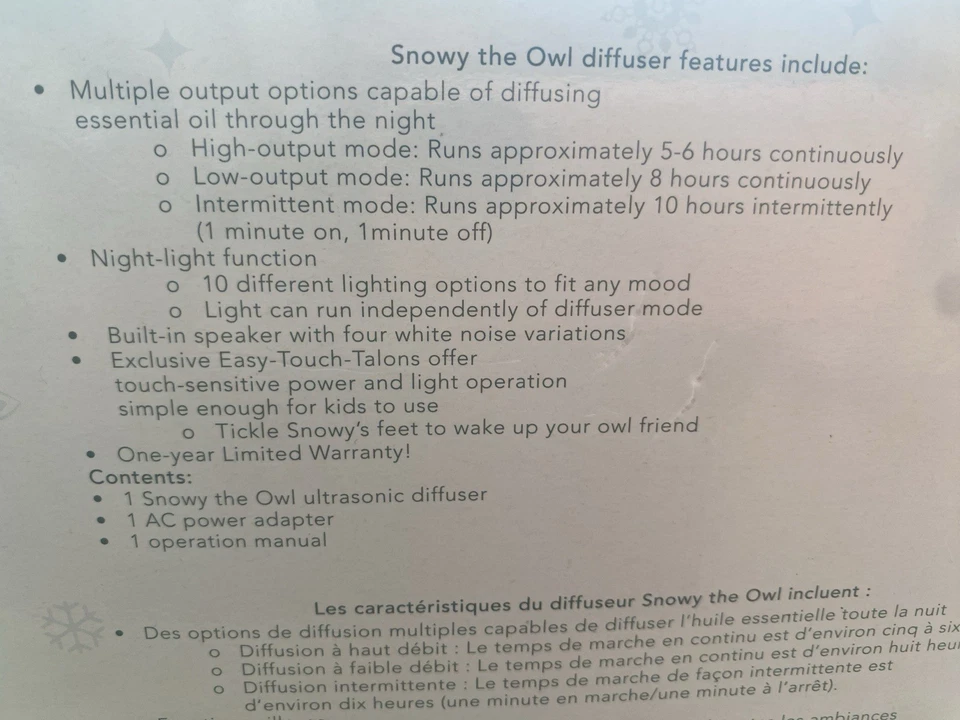 Snowy the Owl diffuser features include:
• Multiple output options capable of diffusing
essential oil through the night
o High-output mode: Runs approximately 5-6 hours continuously
o Low-output mode: Runs approximately 8 hours continuously
o Intermittent mode: Runs approximately 10 hours intermittently
(1 minute on, 1minute off)
• Night-light function
o 10 different lighting options to fit any mood
o Light can run independently of diffuser mode
• Built-in speaker with four white noise variations
• Exclusive Easy-Touch-Talons offer
touch-sensitive power and light operation
simple enough for kids to use
o Tickle Snowy's feet to wake up your owl friend
• One-year Limited Warranty!
Contents:
• 1 Snowy the Owl ultrasonic diffuser
• 1 AC power adapter
• 1 operation manual
Les caractéristiques du diffuseur Snowy the Owl incluent :
• Des options de diffusion multiples capables de diffuser l'huile essentielle toute la nuit
o Diffusion à haut débit : Le temps de marche en continu est d'environ cinq à six
o Diffusion à faible débit : Le temps de marche en continu est d'environ huit heu
o Diffusion intermittente : Le temps de marche de façon intermittente est
d'environ dix heures (une minute en marche/une minute à l'arrêt).
les ambiances